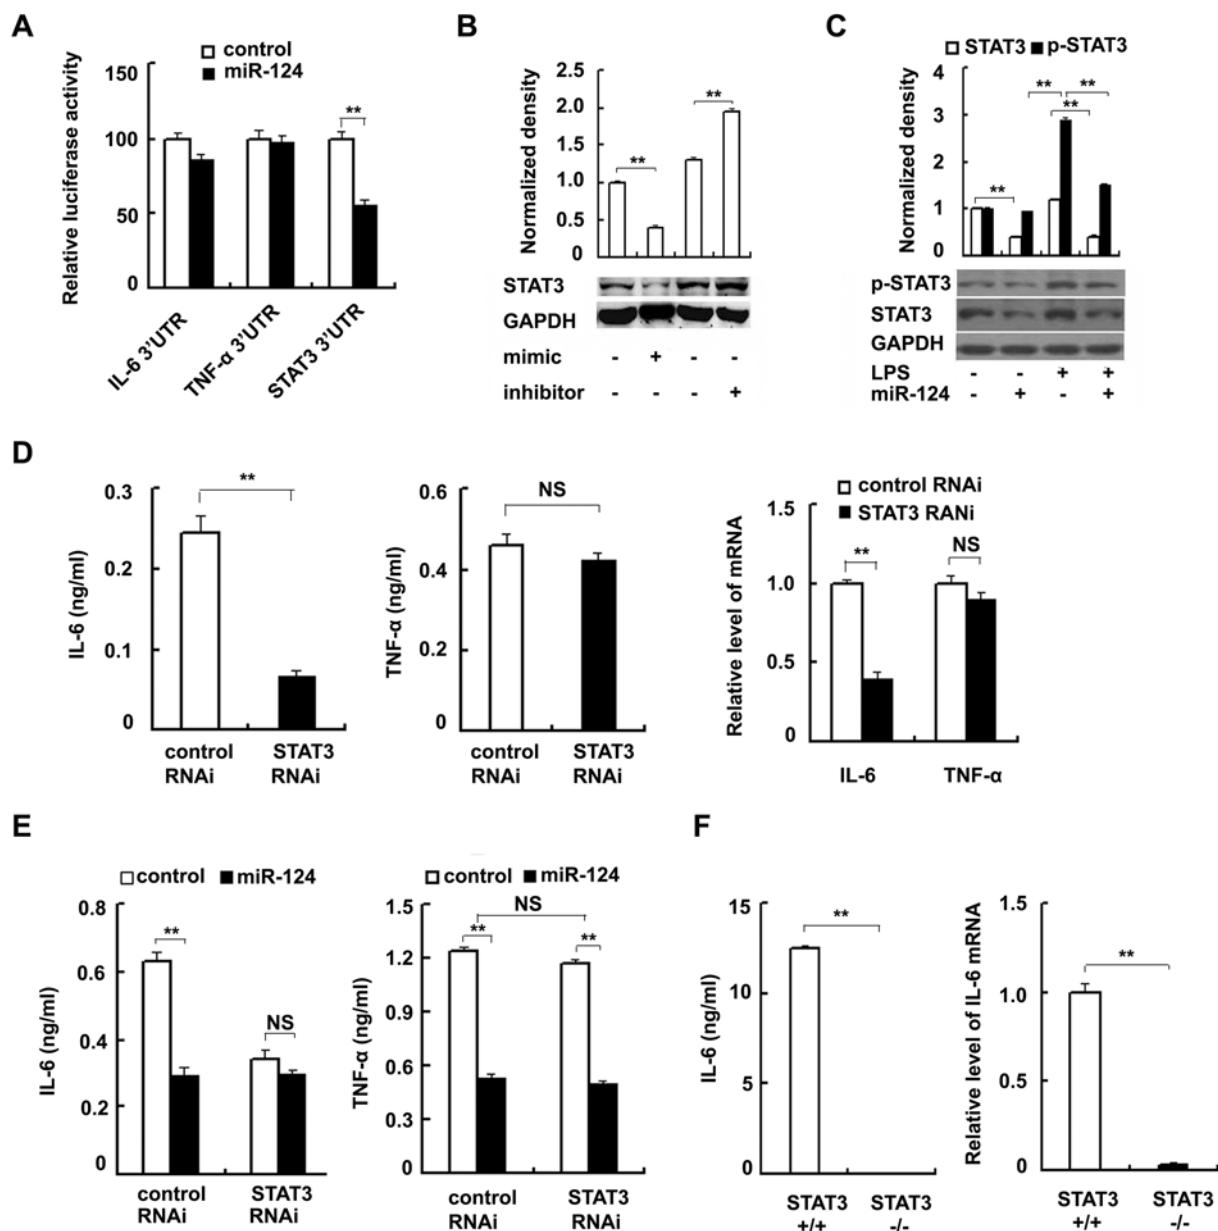 A
control
miR-124
Relative luciferase activity
150
100
50
0
**
IL-6 3'UTR
TNF-α 3'UTR
STAT3 3'UTR
B
Normalized density
2.5
2.0
1.5
1.0
0.5
0
**
**
STAT3
GAPDH
mimic - + - -
inhibitor - - - +
C
STAT3 p-STAT3
Normalized density
4
3
2
1
0
** **
**
**
p-STAT3
STAT3
GAPDH
LPS - - + +
miR-124 - + - +
D
IL-6 (ng/ml)
0.3
0.2
0.1
0
**
control RNAi
STAT3 RNAi
TNF-α (ng/ml)
0.6
0.4
0.2
0
NS
control RNAi
STAT3 RNAi
control RNAi
STAT3 RANi
Relative level of mRNA
1.5
1.0
0.5
0
**
NS
IL-6
TNF-α
E
control miR-124
IL-6 (ng/ml)
0.8
0.6
0.4
0.2
0
**
NS
control RNAi
STAT3 RNAi
control miR-124
TNF-α (ng/ml)
1.5
1.2
0.9
0.6
0.3
0
NS
**
**
control RNAi
STAT3 RNAi
F
IL-6 (ng/ml)
15
10
5
0
**
STAT3 +/+
STAT3 -/-
Relative level of IL-6 mRNA
1.5
1.0
0.5
0
**
STAT3 +/+
STAT3 -/-